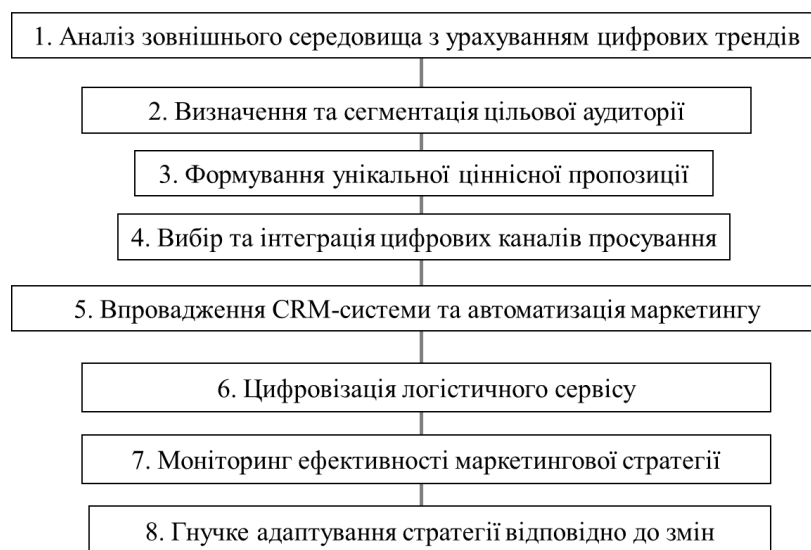 1. Аналіз зовнішнього середовища з урахуванням цифрових трендів
2. Визначення та сегментація цільової аудиторії
3. Формування унікальної ціннісної пропозиції
4. Вибір та інтеграція цифрових каналів просування
5. Впровадження CRM-системи та автоматизація маркетингу
6. Цифровізація логістичного сервісу
7. Моніторинг ефективності маркетингової стратегії
8. Гнучке адаптування стратегії відповідно до змін